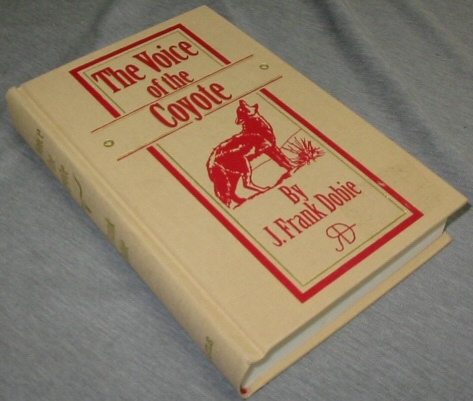 The Voice
of the
Coyote
By
J. Frank Dobie